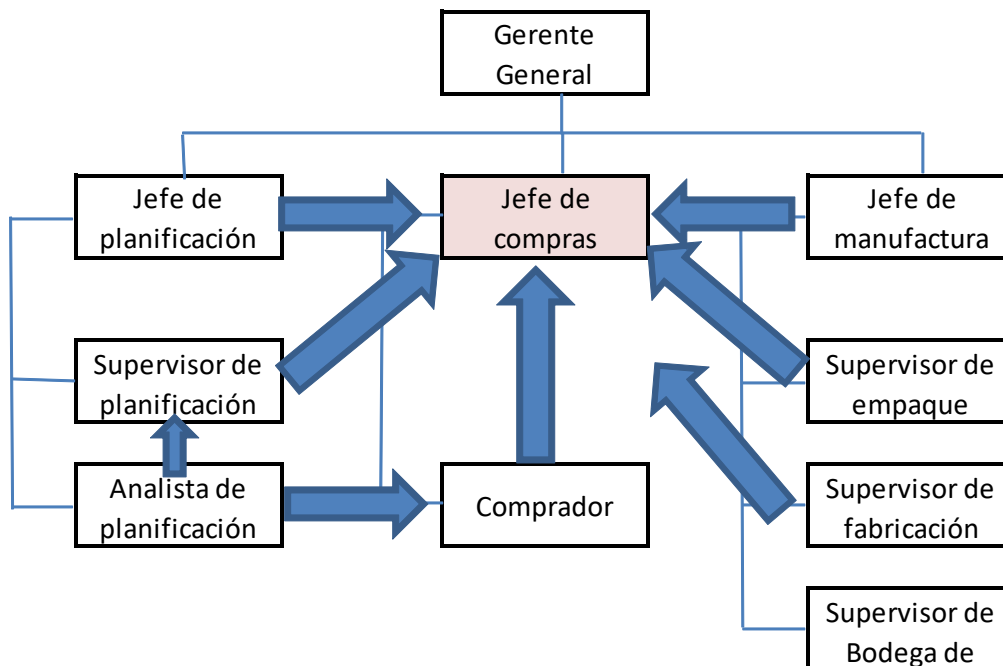 Gerente
General
Jefe de
planificación
Jefe de
compras
Jefe de
manufactura
Supervisor de
planificación
Supervisor de
empaque
Analista de
planificación
Comprador
Supervisor de
fabricación
Supervisor de
Bodega de